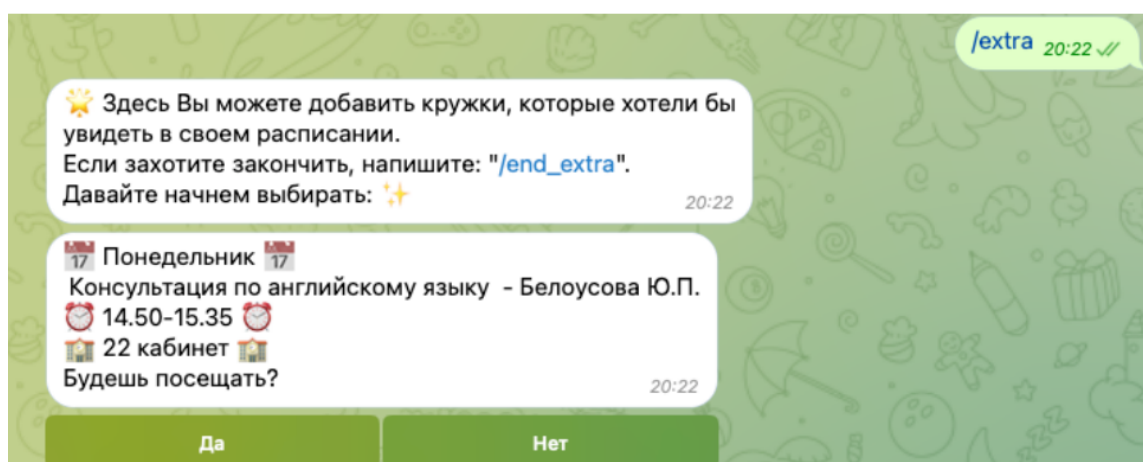 /extra 20:22
🌟 Здесь Вы можете добавить кружки, которые хотели бы
увидеть в своем расписании.
Если захотите закончить, напишите: "/end_extra".
Давайте начнем выбирать: ✨
20:22
📅 Понедельник 📅
Консультация по английскому языку - Белоусова Ю.П.
⏰ 14.50-15.35 ⏰
🏫 22 кабинет 🏫
Будешь посещать?
20:22
Да
Нет